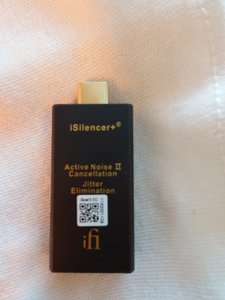 iSilencer+®
Active Noise II
Cancellation
Jitter
Elimination
ifi